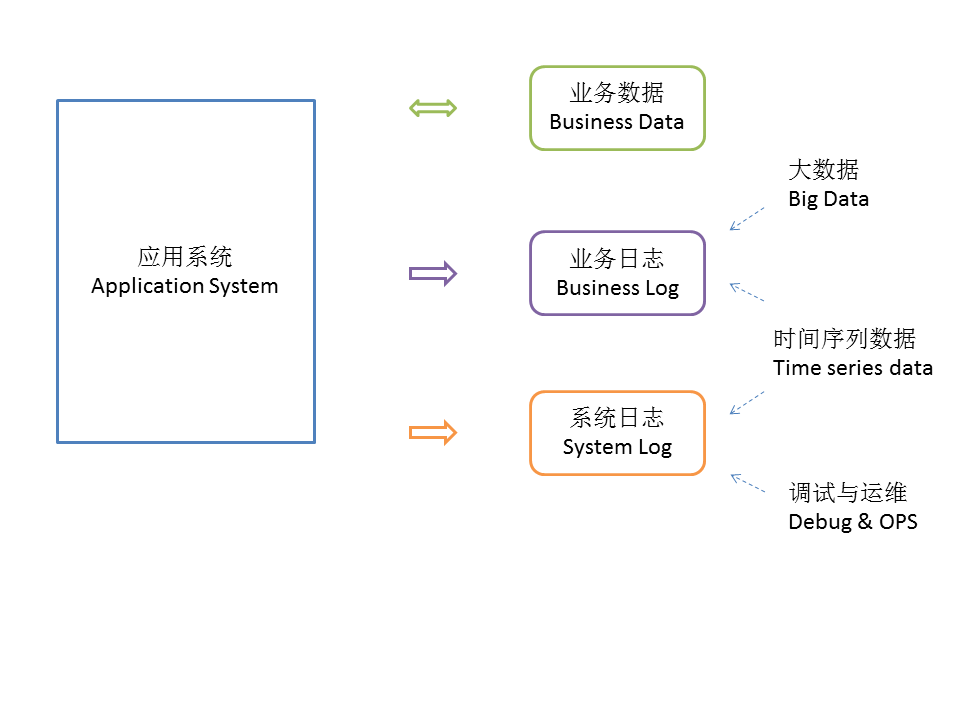 应用系统
Application System
业务数据
Business Data
业务日志
Business Log
系统日志
System Log
大数据
Big Data
时间序列数据
Time series data
调试与运维
Debug & OPS